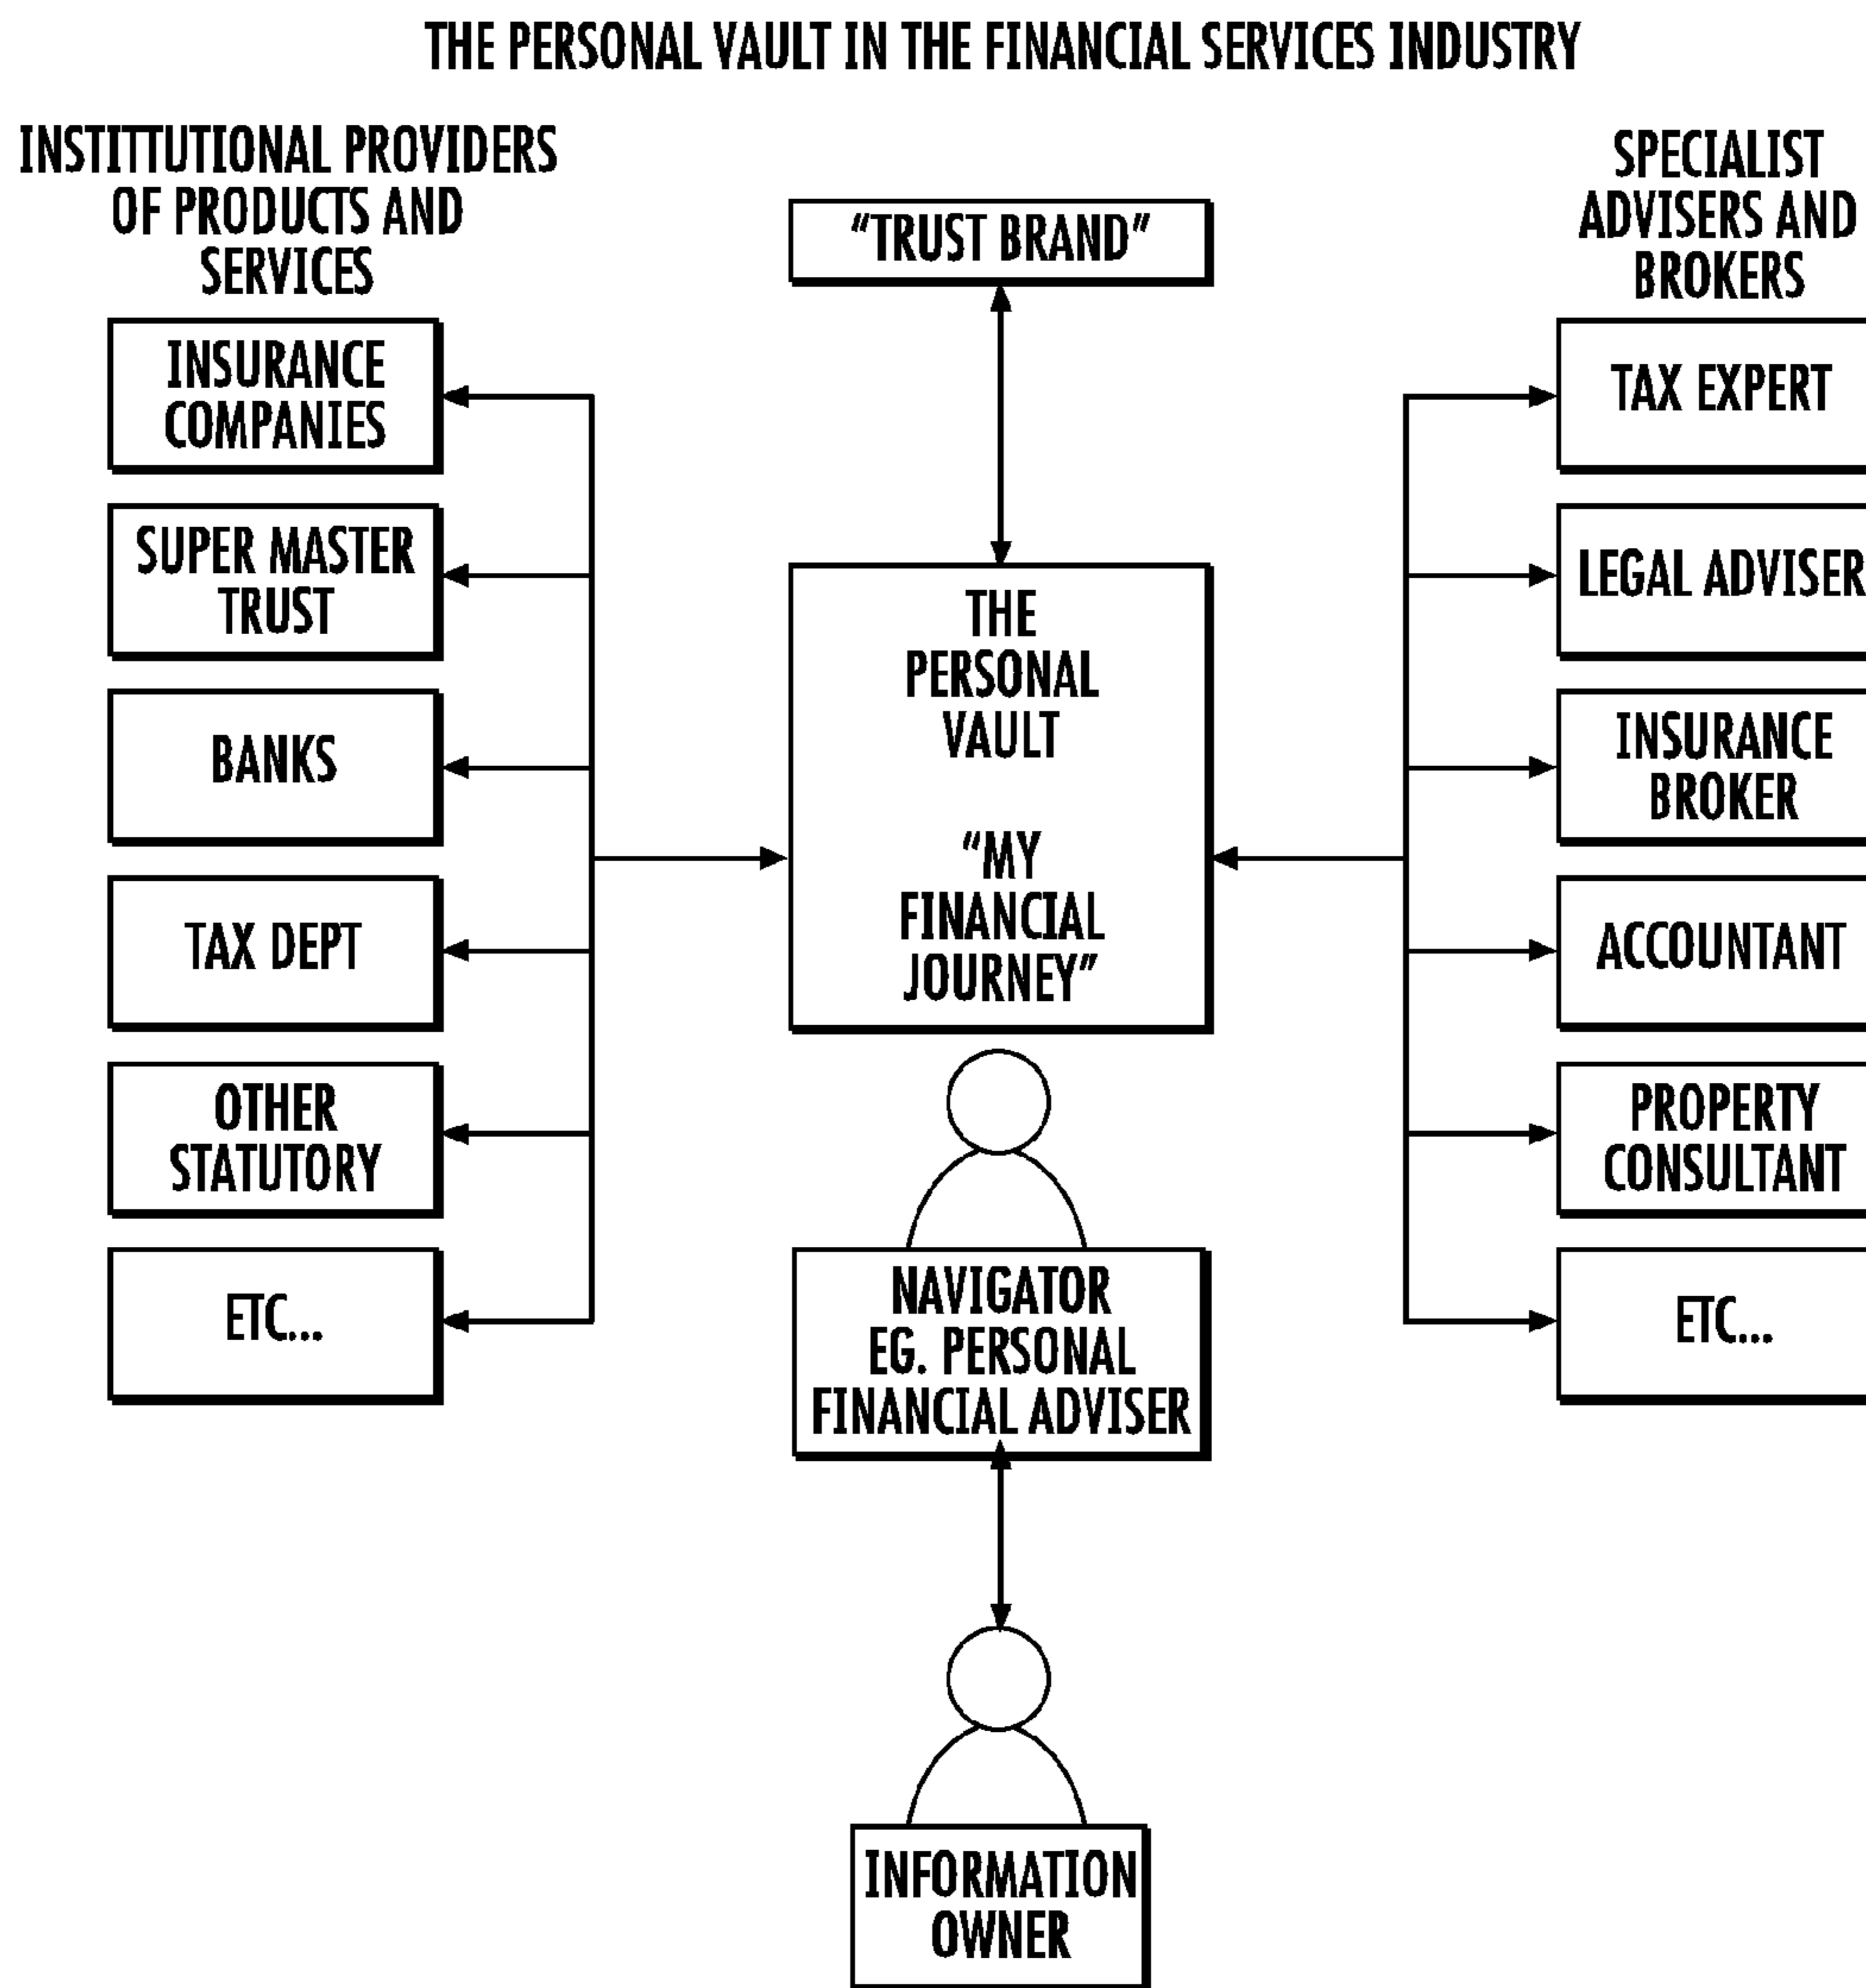 THE PERSONAL VAULT IN THE FINANCIAL SERVICES INDUSTRY
INSTITUTIONAL PROVIDERS
OF PRODUCTS AND
SERVICES
INSURANCE
COMPANIES
SUPER MASTER
TRUST
BANKS
TAX DEPT
OTHER
STATUTORY
ETC...
"TRUST BRAND"
THE
PERSONAL
VAULT
"MY
FINANCIAL
JOURNEY"
NAVIGATOR
EG. PERSONAL
FINANCIAL ADVISER
INFORMATION
OWNER
SPECIALIST
ADVISERS AND
BROKERS
TAX EXPERT
LEGAL ADVISER
INSURANCE
BROKER
ACCOUNTANT
PROPERTY
CONSULTANT
ETC...